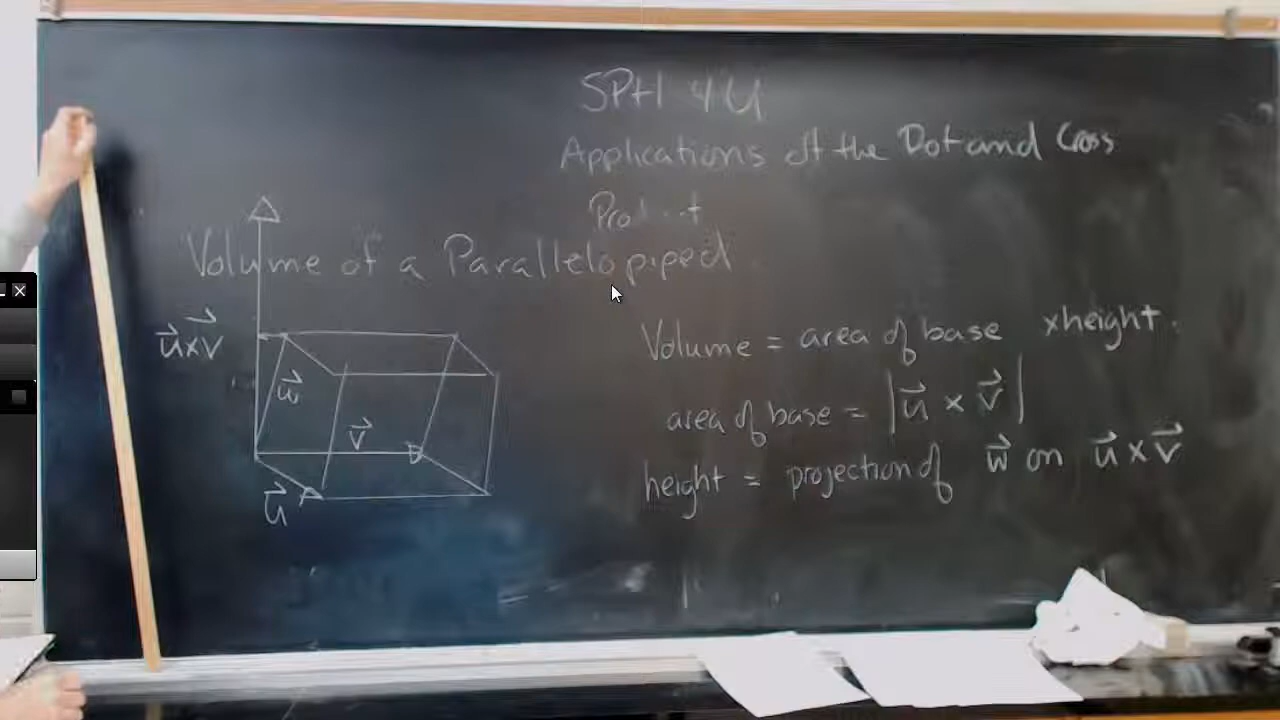 SPH 4U
Applications of the Dot and Cross
Product
Volume of a Parallelopiped
u⃗×v⃗
w⃗
v⃗
u⃗
Volume = area of base × height.
area of base = |u⃗ × v⃗|
height = projection of w⃗ on u⃗ × v⃗